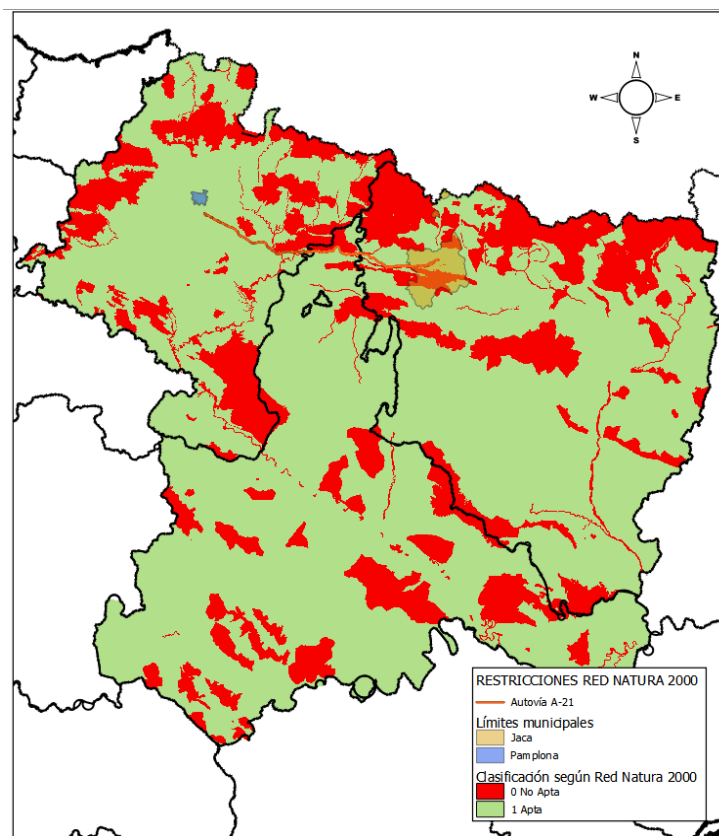 N
W E
S
RESTRICCIONES RED NATURA 2000
Autovía A-21
Límites municipales
Jaca
Pamplona
Clasificación según Red Natura 2000
0 No Apta
1 Apta